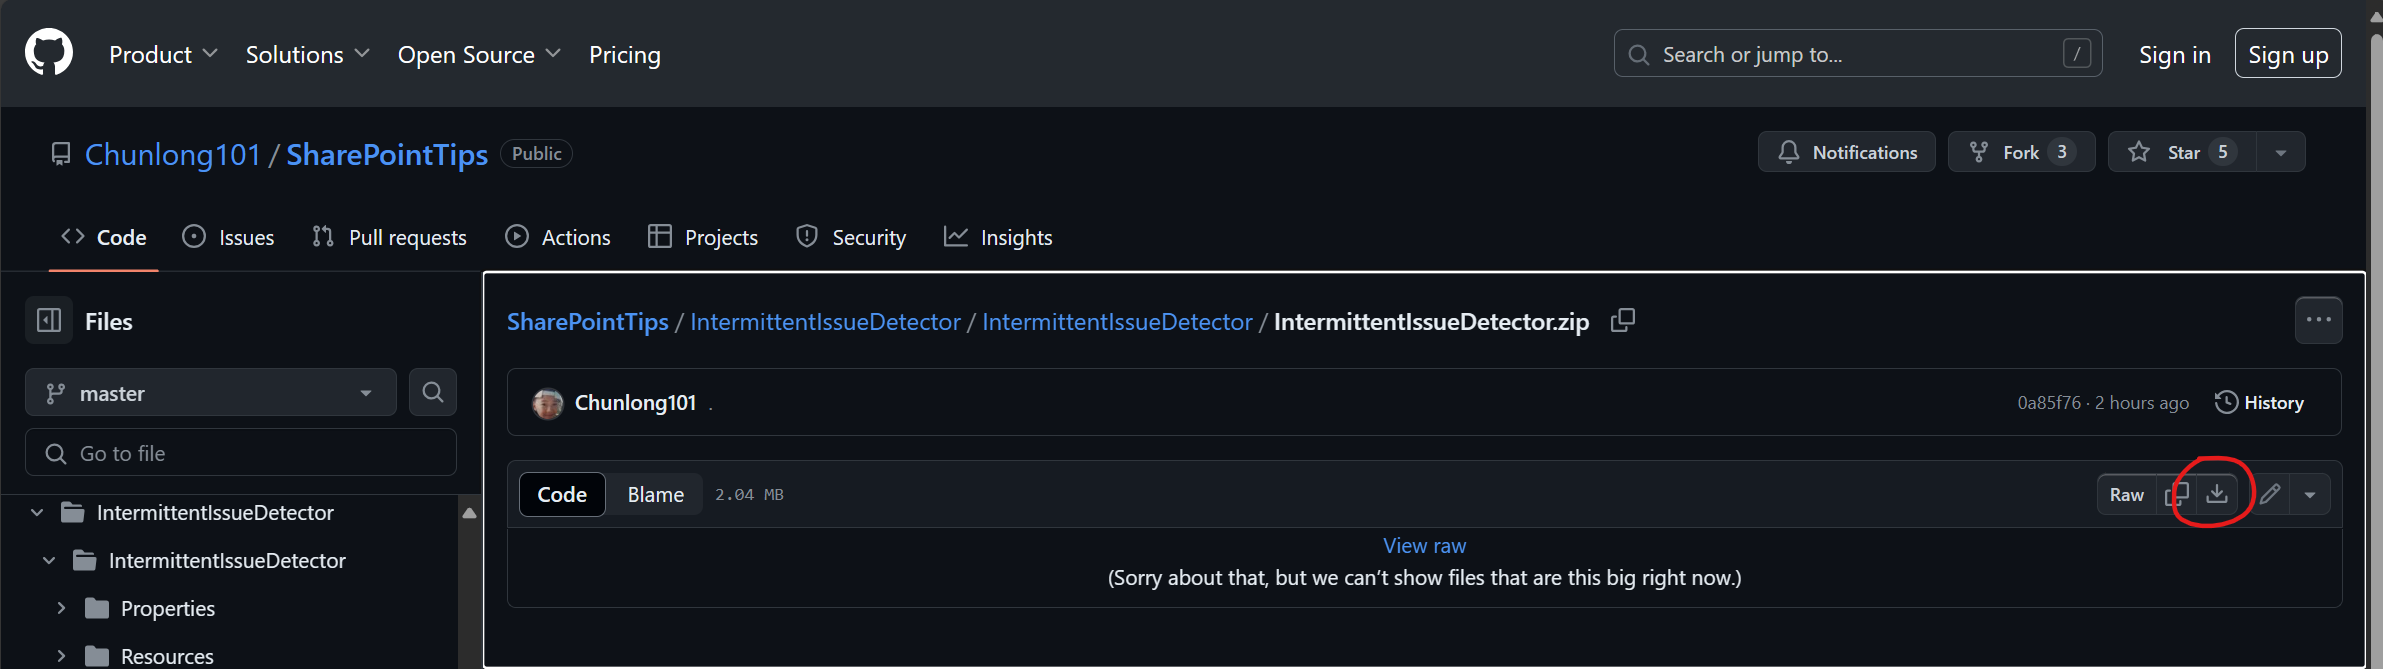 Product Solutions Open Source Pricing Search or jump to... / Sign in Sign up
Chunlong101 / SharePointTips Public Notifications Fork 3 Star 5
Code Issues Pull requests Actions Projects Security Insights
Files
master
Go to file
IntermittentIssueDetector
IntermittentIssueDetector
Properties
Resources
SharePointTips / IntermittentIssueDetector / IntermittentIssueDetector / IntermittentIssueDetector.zip ...
Chunlong101 . 0a85f76 · 2 hours ago History
Code Blame 2.04 MB Raw
View raw
(Sorry about that, but we can’t show files that are this big right now.)